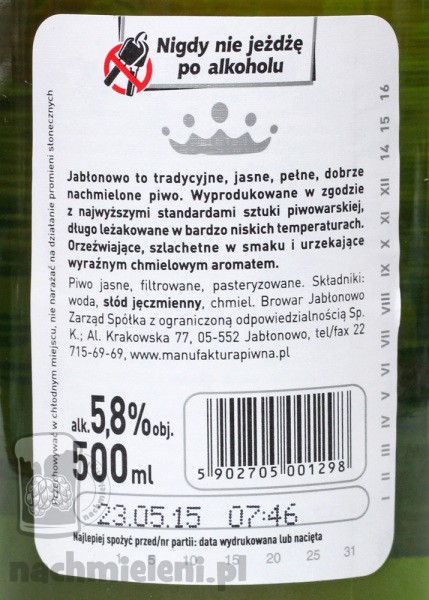 Nigdy nie jeżdżę
po alkoholu
Jabłonowo to tradycyjne, jasne, pełne, dobrze
nachmielone piwo. Wyprodukowane w zgodzie
z najwyższymi standardami sztuki piwowarskiej,
długo leżakowane w bardzo niskich temperaturach.
Orzeźwiające, szlachetne w smaku i urzekające
wyraźnym chmielowym aromatem.
Piwo jasne, filtrowane, pasteryzowane. Składniki:
woda, słód jęczmienny, chmiel. Browar Jabłonowo
Zarząd Spółka z ograniczoną odpowiedzialnością Sp.
K.; Al. Krakowska 77, 05-552 Jabłonowo, tel/fax 22
715-69-69, www.manufakturapiwna.pl
alk. 5,8% obj.
500 ml
5 902705 001298
23.05.15 07:46
Najlepiej spożyć przed/nr partii: data wydrukowana lub nacięta
1 5 10 15 20 25 31
Przechowywać w chłodnym miejscu, nie narażać na działanie promieni słonecznych
I II III IV V VI VII VIII IX X XI XII 14 15 16
Nachmieleni
nachmieleni.pl